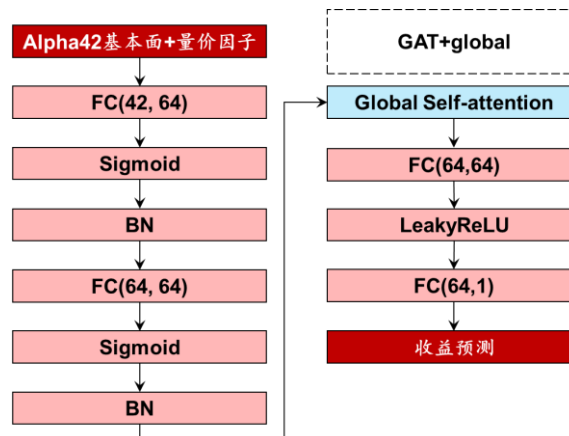 Alpha42基本面+量价因子
FC(42, 64)
Sigmoid
BN
FC(64, 64)
Sigmoid
BN
GAT+global
Global Self-attention
FC(64,64)
LeakyReLU
FC(64,1)
收益预测